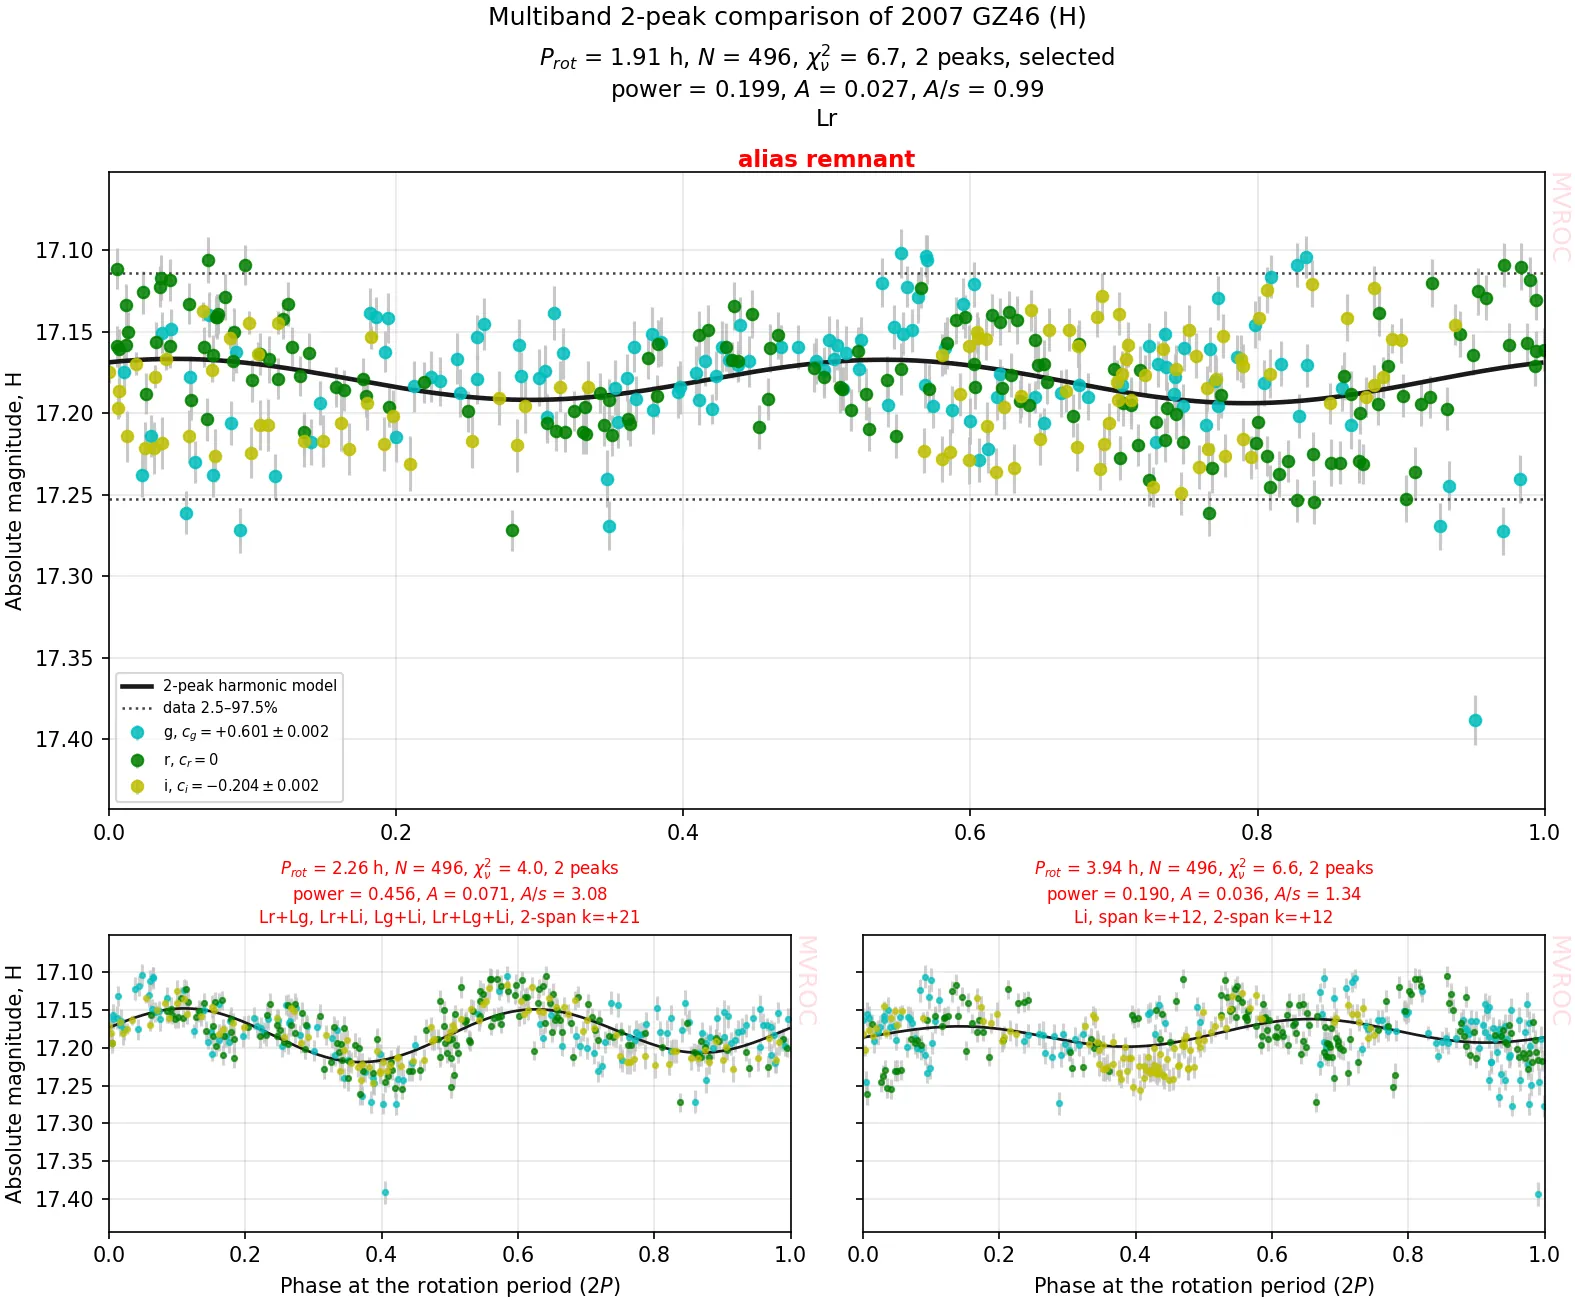 Multiband 2-peak comparison of 2007 GZ46 (H)
P_rot = 1.91 h, N = 496, χ²_ν = 6.7, 2 peaks, selected
power = 0.199, A = 0.027, A/s = 0.99
Lr
alias remnant
MVROC
Absolute magnitude, H
17.10
17.15
17.20
17.25
17.30
17.35
17.40
2-peak harmonic model
data 2.5–97.5%
g, c_g = +0.601 ± 0.002
r, c_r = 0
i, c_i = −0.204 ± 0.002
0.0 0.2 0.4 0.6 0.8 1.0
P_rot = 2.26 h, N = 496, χ²_ν = 4.0, 2 peaks
power = 0.456, A = 0.071, A/s = 3.08
Lr+Lg, Lr+Li, Lg+Li, Lr+Lg+Li, 2-span k=+21
MVROC
Absolute magnitude, H
17.10
17.15
17.20
17.25
17.30
17.35
17.40
0.0 0.2 0.4 0.6 0.8 1.0
Phase at the rotation period (2P)
P_rot = 3.94 h, N = 496, χ²_ν = 6.6, 2 peaks
power = 0.190, A = 0.036, A/s = 1.34
Li, span k=+12, 2-span k=+12
MVROC
0.0 0.2 0.4 0.6 0.8 1.0
Phase at the rotation period (2P)